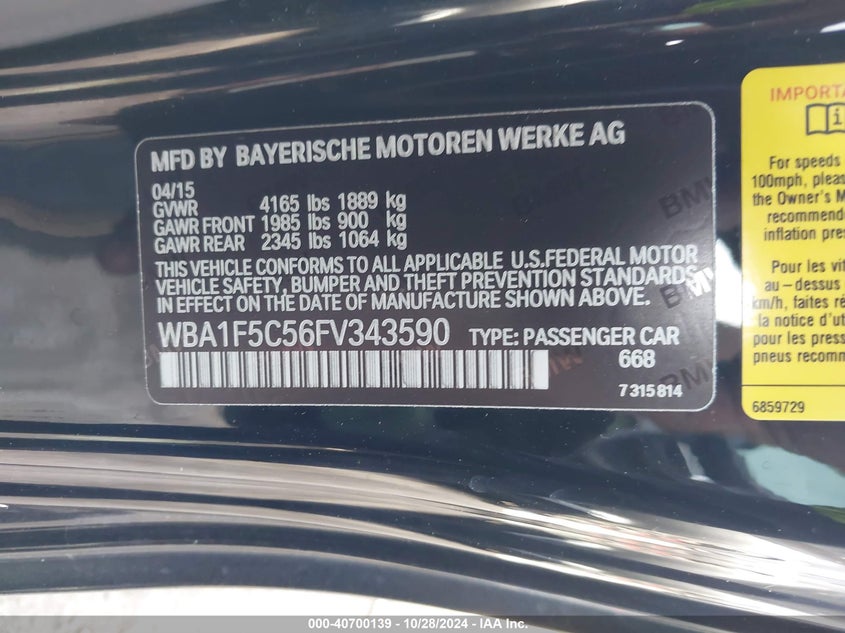 MFD BY BAYERISCHE MOTOREN WERKE AG
04/15
GVWR 4165 lbs 1889 kg
GAWR FRONT 1985 lbs 900 kg
GAWR REAR 2345 lbs 1064 kg
THIS VEHICLE CONFORMS TO ALL APPLICABLE U.S.FEDERAL MOTOR
VEHICLE SAFETY, BUMPER AND THEFT PREVENTION STANDARDS
IN EFFECT ON THE DATE OF MANUFACTURE SHOWN ABOVE.
WBA1F5C56FV343590 TYPE: PASSENGER CAR
668
7315814
For speeds
100mph, pleas
the Owner's M
recommend
inflation pres
Pour les vit
au–dessus
km/h, faites ré
la notice d'uti
pour les press
pneus recomm
6859729
000-40700139 - 10/28/2024 - IAA Inc.